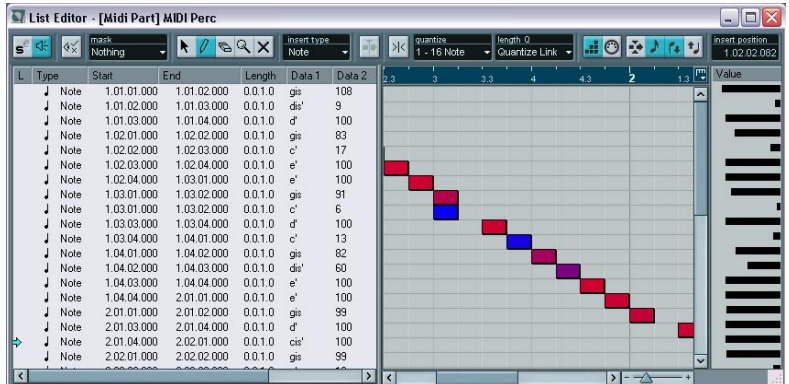 List Editor - [Midi Part] MIDI Perc
mask insert type quantize length Q insert position
Nothing Note 1 - 16 Note Quantize Link 1.02.02.082
L Type Start End Length Data 1 Data 2 2.3 3 3.3 4 4.3 2 1.3 Value
Note 1.01.01.000 1.01.02.000 0.0.1.0 gis 108
Note 1.01.02.000 1.01.03.000 0.0.1.0 dis' 9
Note 1.01.03.000 1.01.04.000 0.0.1.0 d' 100
Note 1.02.01.000 1.02.02.000 0.0.1.0 gis 83
Note 1.02.02.000 1.02.03.000 0.0.1.0 c' 17
Note 1.02.03.000 1.02.04.000 0.0.1.0 e' 100
Note 1.02.04.000 1.03.01.000 0.0.1.0 e' 100
Note 1.03.01.000 1.03.02.000 0.0.1.0 gis 91
Note 1.03.01.000 1.03.02.000 0.0.1.0 c' 6
Note 1.03.03.000 1.03.04.000 0.0.1.0 d' 100
Note 1.03.04.000 1.04.01.000 0.0.1.0 c' 13
Note 1.04.01.000 1.04.02.000 0.0.1.0 gis 82
Note 1.04.02.000 1.04.03.000 0.0.1.0 dis' 60
Note 1.04.03.000 1.04.04.000 0.0.1.0 e' 100
Note 1.04.04.000 2.01.01.000 0.0.1.0 e' 100
Note 2.01.01.000 2.01.02.000 0.0.1.0 gis 99
Note 2.01.03.000 2.01.04.000 0.0.1.0 d' 100
Note 2.01.04.000 2.02.01.000 0.0.1.0 cis' 100
Note 2.02.01.000 2.02.02.000 0.0.1.0 gis 99